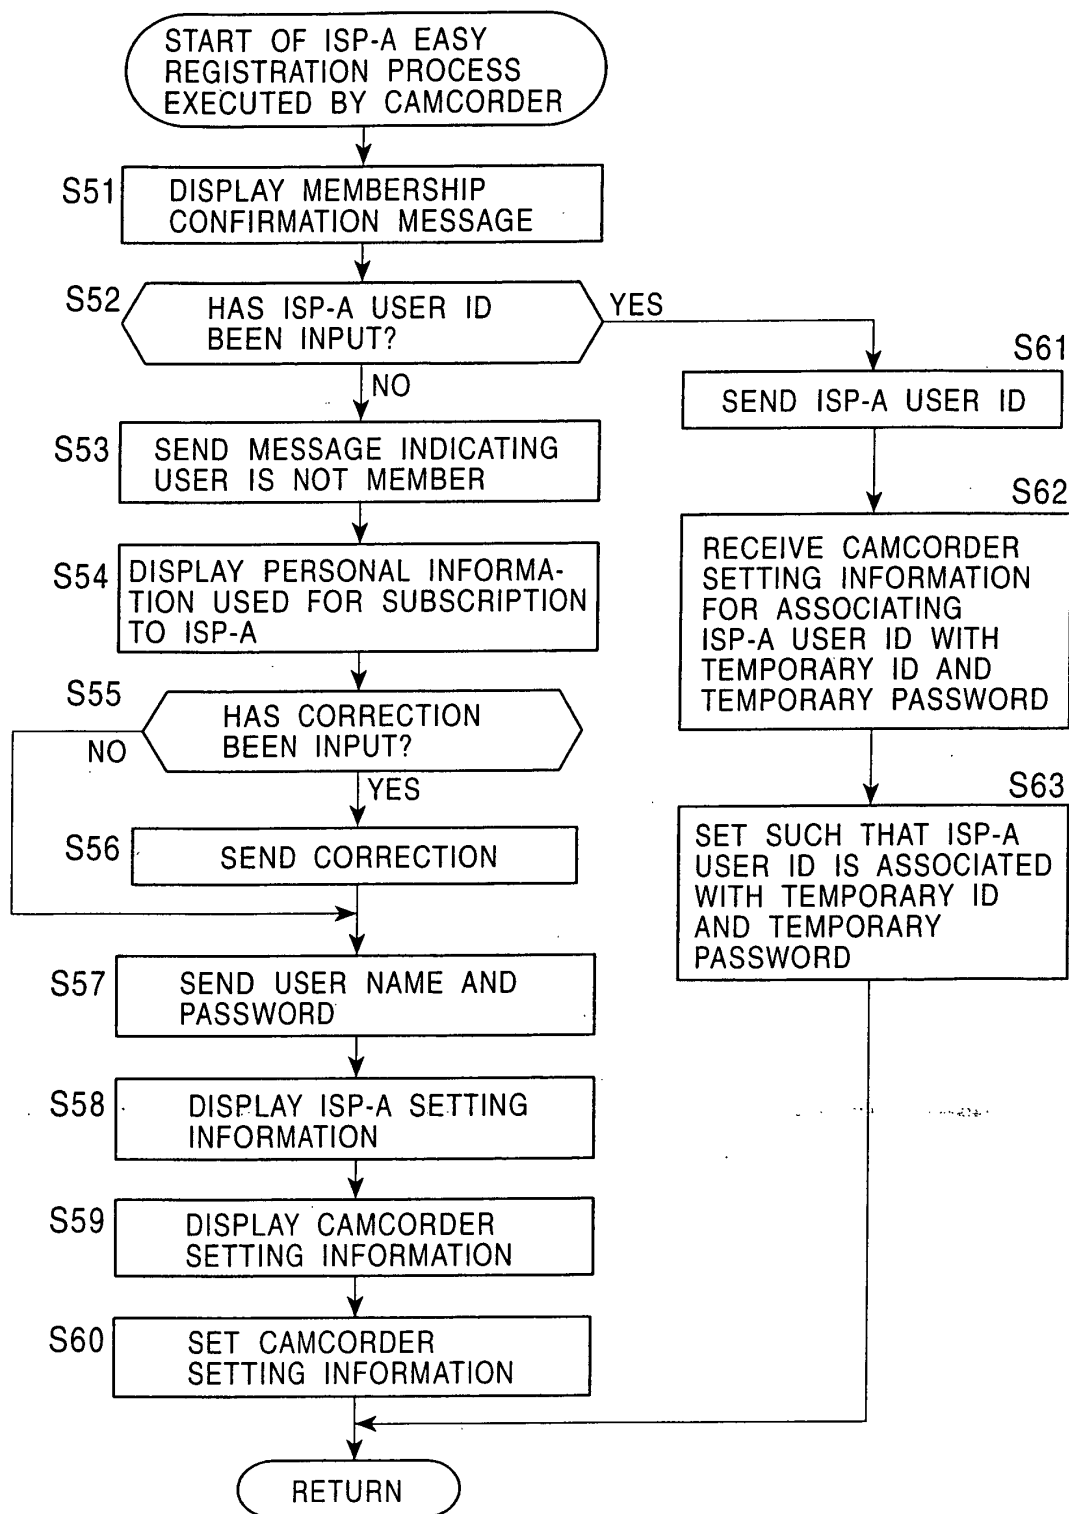 START OF ISP-A EASY
REGISTRATION PROCESS
EXECUTED BY CAMCORDER
S51
DISPLAY MEMBERSHIP
CONFIRMATION MESSAGE
S52
HAS ISP-A USER ID
BEEN INPUT?
YES
NO
S53
SEND MESSAGE INDICATING
USER IS NOT MEMBER
S54
DISPLAY PERSONAL INFORMA-
TION USED FOR SUBSCRIPTION
TO ISP-A
S55
HAS CORRECTION
BEEN INPUT?
NO
YES
S56
SEND CORRECTION
S57
SEND USER NAME AND
PASSWORD
S58
DISPLAY ISP-A SETTING
INFORMATION
S59
DISPLAY CAMCORDER
SETTING INFORMATION
S60
SET CAMCORDER
SETTING INFORMATION
S61
SEND ISP-A USER ID
S62
RECEIVE CAMCORDER
SETTING INFORMATION
FOR ASSOCIATING
ISP-A USER ID WITH
TEMPORARY ID AND
TEMPORARY PASSWORD
S63
SET SUCH THAT ISP-A
USER ID IS ASSOCIATED
WITH TEMPORARY ID
AND TEMPORARY
PASSWORD
RETURN